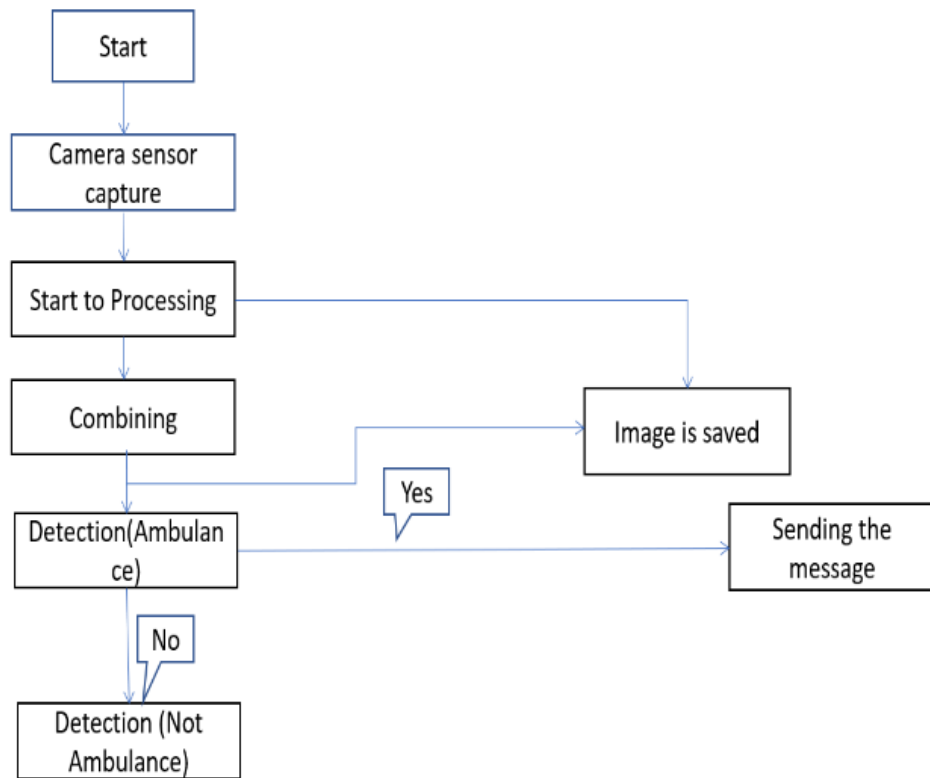 Start
Camera sensor
capture
Start to Processing
Combining
Image is saved
Yes
Detection(Ambulan
ce)
Sending the
message
No
Detection (Not
Ambulance)